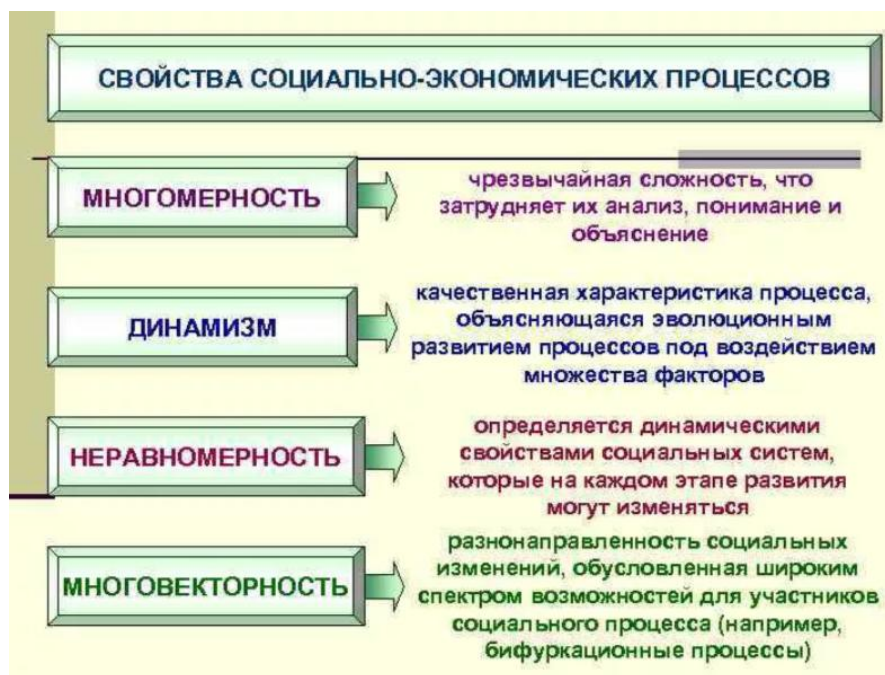 СВОЙСТВА СОЦИАЛЬНО-ЭКОНОМИЧЕСКИХ ПРОЦЕССОВ
МНОГОМЕРНОСТЬ
чрезвычайная сложность, что
затрудняет их анализ, понимание и
объяснение
ДИНАМИЗМ
качественная характеристика процесса,
объясняющаяся эволюционным
развитием процессов под воздействием
множества факторов
НЕРАВНОМЕРНОСТЬ
определяется динамическими
свойствами социальных систем,
которые на каждом этапе развития
могут изменяться
МНОГОВЕКТОРНОСТЬ
разнонаправленность социальных
изменений, обусловленная широким
спектром возможностей для участников
социального процесса (например,
бифуркационные процессы)